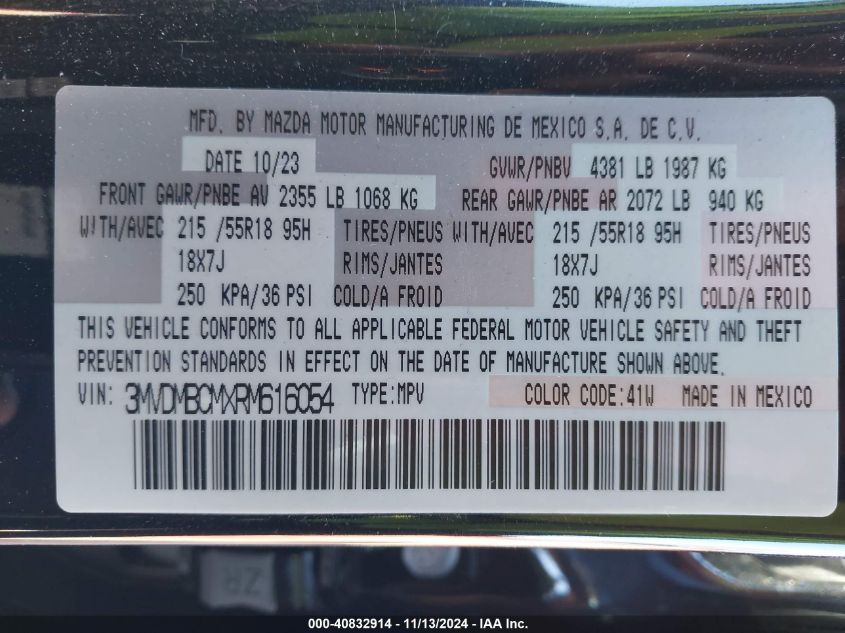 MFD. BY MAZDA MOTOR MANUFACTURING DE MEXICO S.A. DE C.V.
DATE 10/23 GVWR/PNBV 4381 LB 1987 KG
FRONT GAWR/PNBE AV 2355 LB 1068 KG REAR GAWR/PNBE AR 2072 LB 940 KG
WITH/AVEC 215 /55R18 95H TIRES/PNEUS WITH/AVEC 215 /55R18 95H TIRES/PNEUS
18X7J RIMS/JANTES 18X7J RIMS/JANTES
250 KPA/36 PSI COLD/A FROID 250 KPA/36 PSI COLD/A FROID
THIS VEHICLE CONFORMS TO ALL APPLICABLE FEDERAL MOTOR VEHICLE SAFETY AND THEFT
PREVENTION STANDARDS IN EFFECT ON THE DATE OF MANUFACTURE SHOWN ABOVE.
VIN: 3MVDMBCMXRM616054 TYPE:MPV COLOR CODE:41W MADE IN MEXICO
ZR
000-40832914 - 11/13/2024 - IAA Inc.